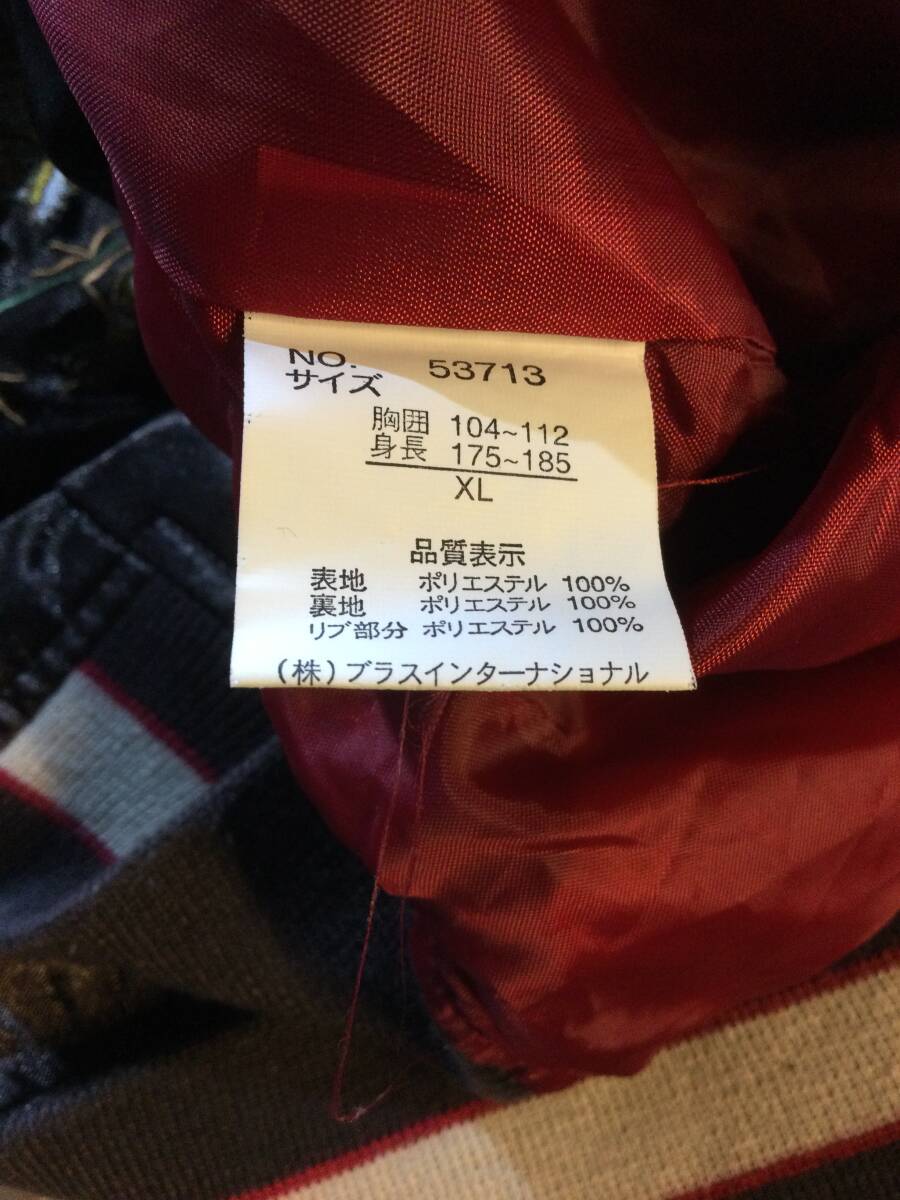 NO. 53713
サイズ
胸囲 104~112
身長 175~185
XL
品質表示
表地 ポリエステル 100%
裏地 ポリエステル 100%
リブ部分 ポリエステル 100%
(株)プラスインターナショナル